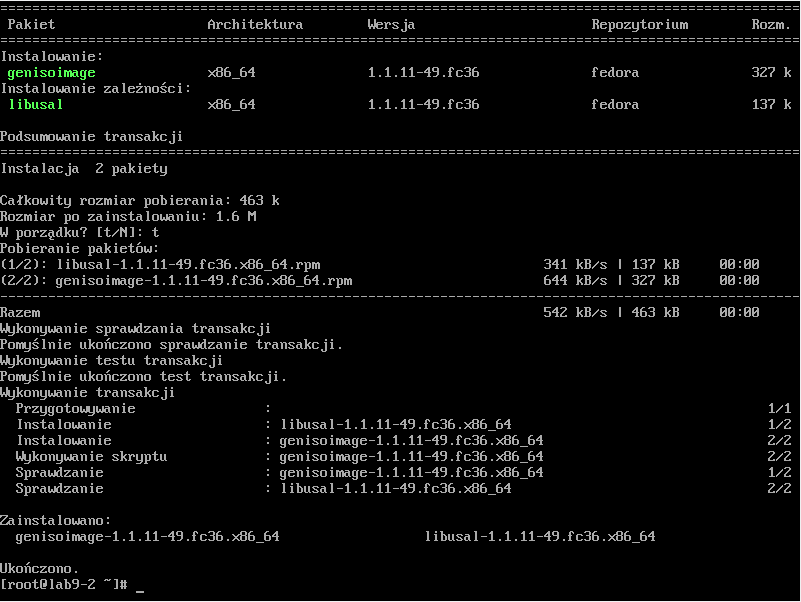 ================================================================================
Pakiet Architektura Wersja Repozytorium Rozm.
================================================================================
Instalowanie:
genisoimage x86_64 1.1.11-49.fc36 fedora 327 k
Instalowanie zależności:
libusal x86_64 1.1.11-49.fc36 fedora 137 k
Podsumowanie transakcji
================================================================================
Instalacja  2 pakiety
Całkowity rozmiar pobierania: 463 k
Rozmiar po zainstalowaniu: 1.6 M
W porządku? [t/N]: t
Pobieranie pakietów:
(1/2): libusal-1.1.11-49.fc36.x86_64.rpm 341 kB/s | 137 kB 00:00
(2/2): genisoimage-1.1.11-49.fc36.x86_64.rpm 644 kB/s | 327 kB 00:00
--------------------------------------------------------------------------------
Razem 542 kB/s | 463 kB 00:00
Wykonywanie sprawdzania transakcji
Pomyślnie ukończono sprawdzanie transakcji.
Wykonywanie testu transakcji
Pomyślnie ukończono test transakcji.
Wykonywanie transakcji
Przygotowywanie : 1/1
Instalowanie : libusal-1.1.11-49.fc36.x86_64 1/2
Instalowanie : genisoimage-1.1.11-49.fc36.x86_64 2/2
Wykonywanie skryptu : genisoimage-1.1.11-49.fc36.x86_64 2/2
Sprawdzanie : genisoimage-1.1.11-49.fc36.x86_64 1/2
Sprawdzanie : libusal-1.1.11-49.fc36.x86_64 2/2
Zainstalowano:
genisoimage-1.1.11-49.fc36.x86_64 libusal-1.1.11-49.fc36.x86_64
Ukończono.
[root@lab9-2 ~]# _